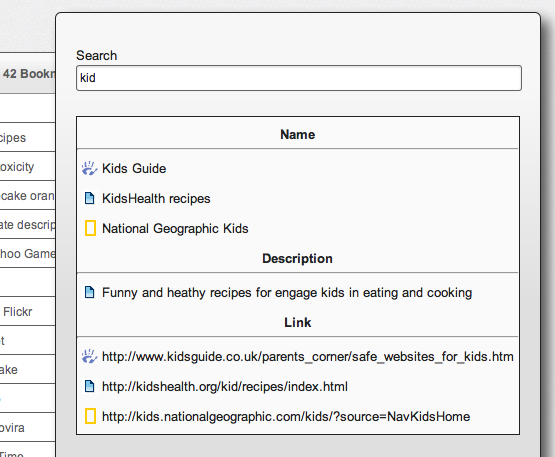 Search
kid
42 Bookm
Name
Kids Guide
cipes
KidsHealth recipes
oxicity
cake oran
National Geographic Kids
ate descrip
hoo Game
Description
Funny and heathy recipes for engage kids in eating and cooking
Flickr
Link
et
http://www.kidsguide.co.uk/parents_corner/safe_websites_for_kids.htm
ake
http://kidshealth.org/kid/recipes/index.html
http://kids.nationalgeographic.com/kids/?source=NavKidsHome
ovira
Time